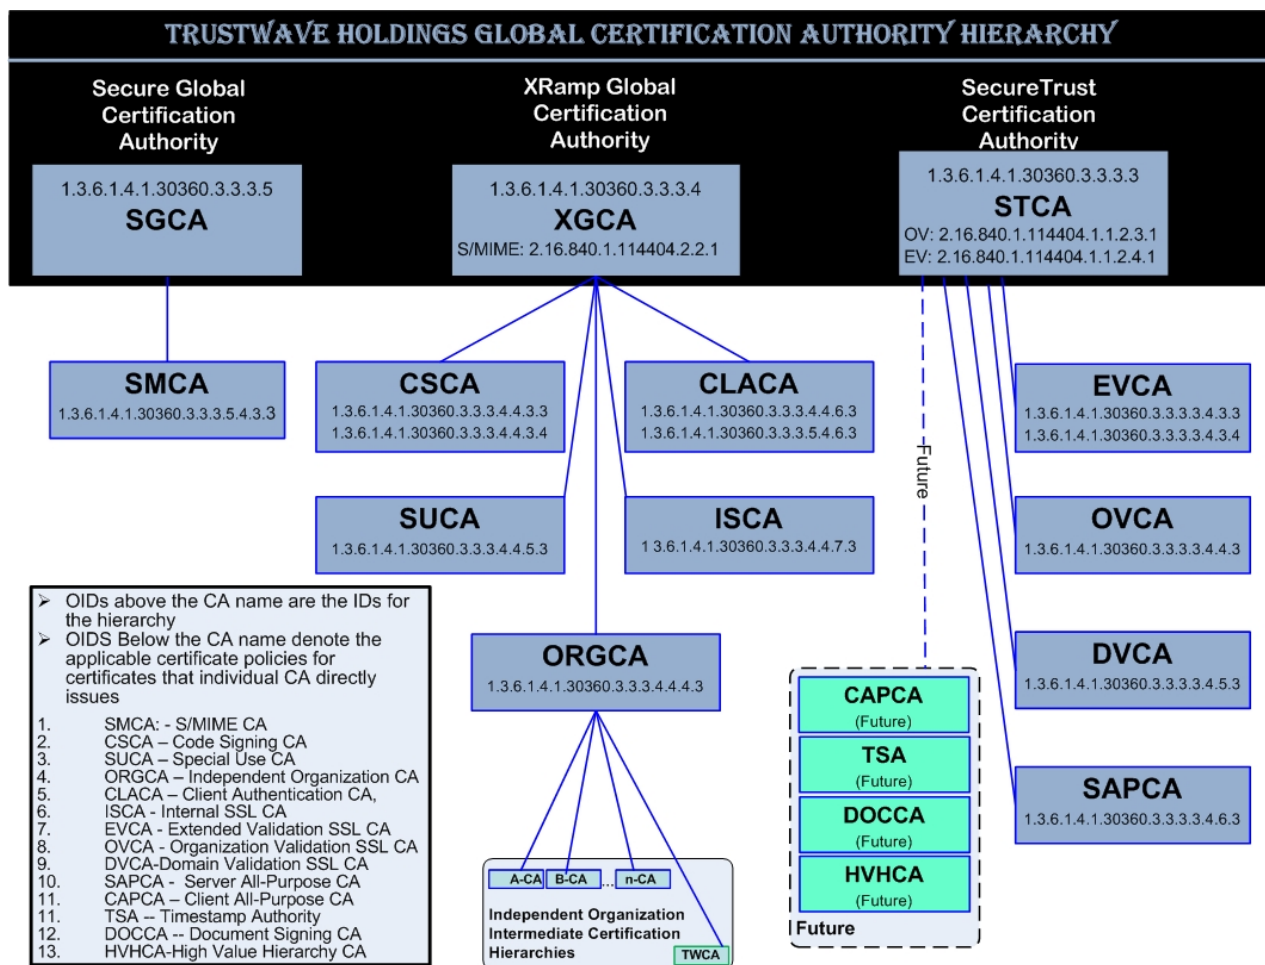 TRUSTWAVE HOLDINGS GLOBAL CERTIFICATION AUTHORITY HIERARCHY
Secure Global
Certification
Authority
XRamp Global
Certification
Authority
SecureTrust
Certification
Authority
1.3.6.1.4.1.30360.3.3.3.5
SGCA
1.3.6.1.4.1.30360.3.3.3.4
XGCA
S/MIME: 2.16.840.1.114404.2.2.1
1.3.6.1.4.1.30360.3.3.3.3
STCA
OV: 2.16.840.1.114404.1.1.2.3.1
EV: 2.16.840.1.114404.1.1.2.4.1
SMCA
1.3.6.1.4.1.30360.3.3.3.5.4.3.3
CSCA
1.3.6.1.4.1.30360.3.3.3.4.4.3.3
1.3.6.1.4.1.30360.3.3.3.4.4.3.4
CLACA
1.3.6.1.4.1.30360.3.3.3.4.4.6.3
1.3.6.1.4.1.30360.3.3.3.5.4.6.3
EVCA
1.3.6.1.4.1.30360.3.3.3.3.4.3.3
1.3.6.1.4.1.30360.3.3.3.3.4.3.4
Future
SUCA
1.3.6.1.4.1.30360.3.3.3.4.4.5.3
ISCA
1 3.6.1.4.1.30360.3.3.3.4.4.7.3
OVCA
1.3.6.1.4.1.30360.3.3.3.3.4.4.3
➢ OIDs above the CA name are the IDs for
the hierarchy
➢ OIDS Below the CA name denote the
applicable certificate policies for
certificates that individual CA directly
issues
1. SMCA: - S/MIME CA
2. CSCA – Code Signing CA
3. SUCA – Special Use CA
4. ORGCA – Independent Organization CA
5. CLACA – Client Authentication CA,
6. ISCA - Internal SSL CA
7. EVCA - Extended Validation SSL CA
8. OVCA - Organization Validation SSL CA
9. DVCA-Domain Validation SSL CA
10. SAPCA - Server All-Purpose CA
11. CAPCA – Client All-Purpose CA
12. TSA -- Timestamp Authority
12. DOCCA -- Document Signing CA
13. HVHCA-High Value Hierarchy CA
ORGCA
1.3.6.1.4.1.30360.3.3.3.4.4.4.3
DVCA
1.3.6.1.4.1.30360.3.3.3.3.4.5.3
CAPCA
(Future)
TSA
(Future)
DOCCA
(Future)
HVHCA
(Future)
Future
SAPCA
1.3.6.1.4.1.30360.3.3.3.3.4.6.3
A-CA B-CA ... n-CA
Independent Organization
Intermediate Certification
Hierarchies
TWCA